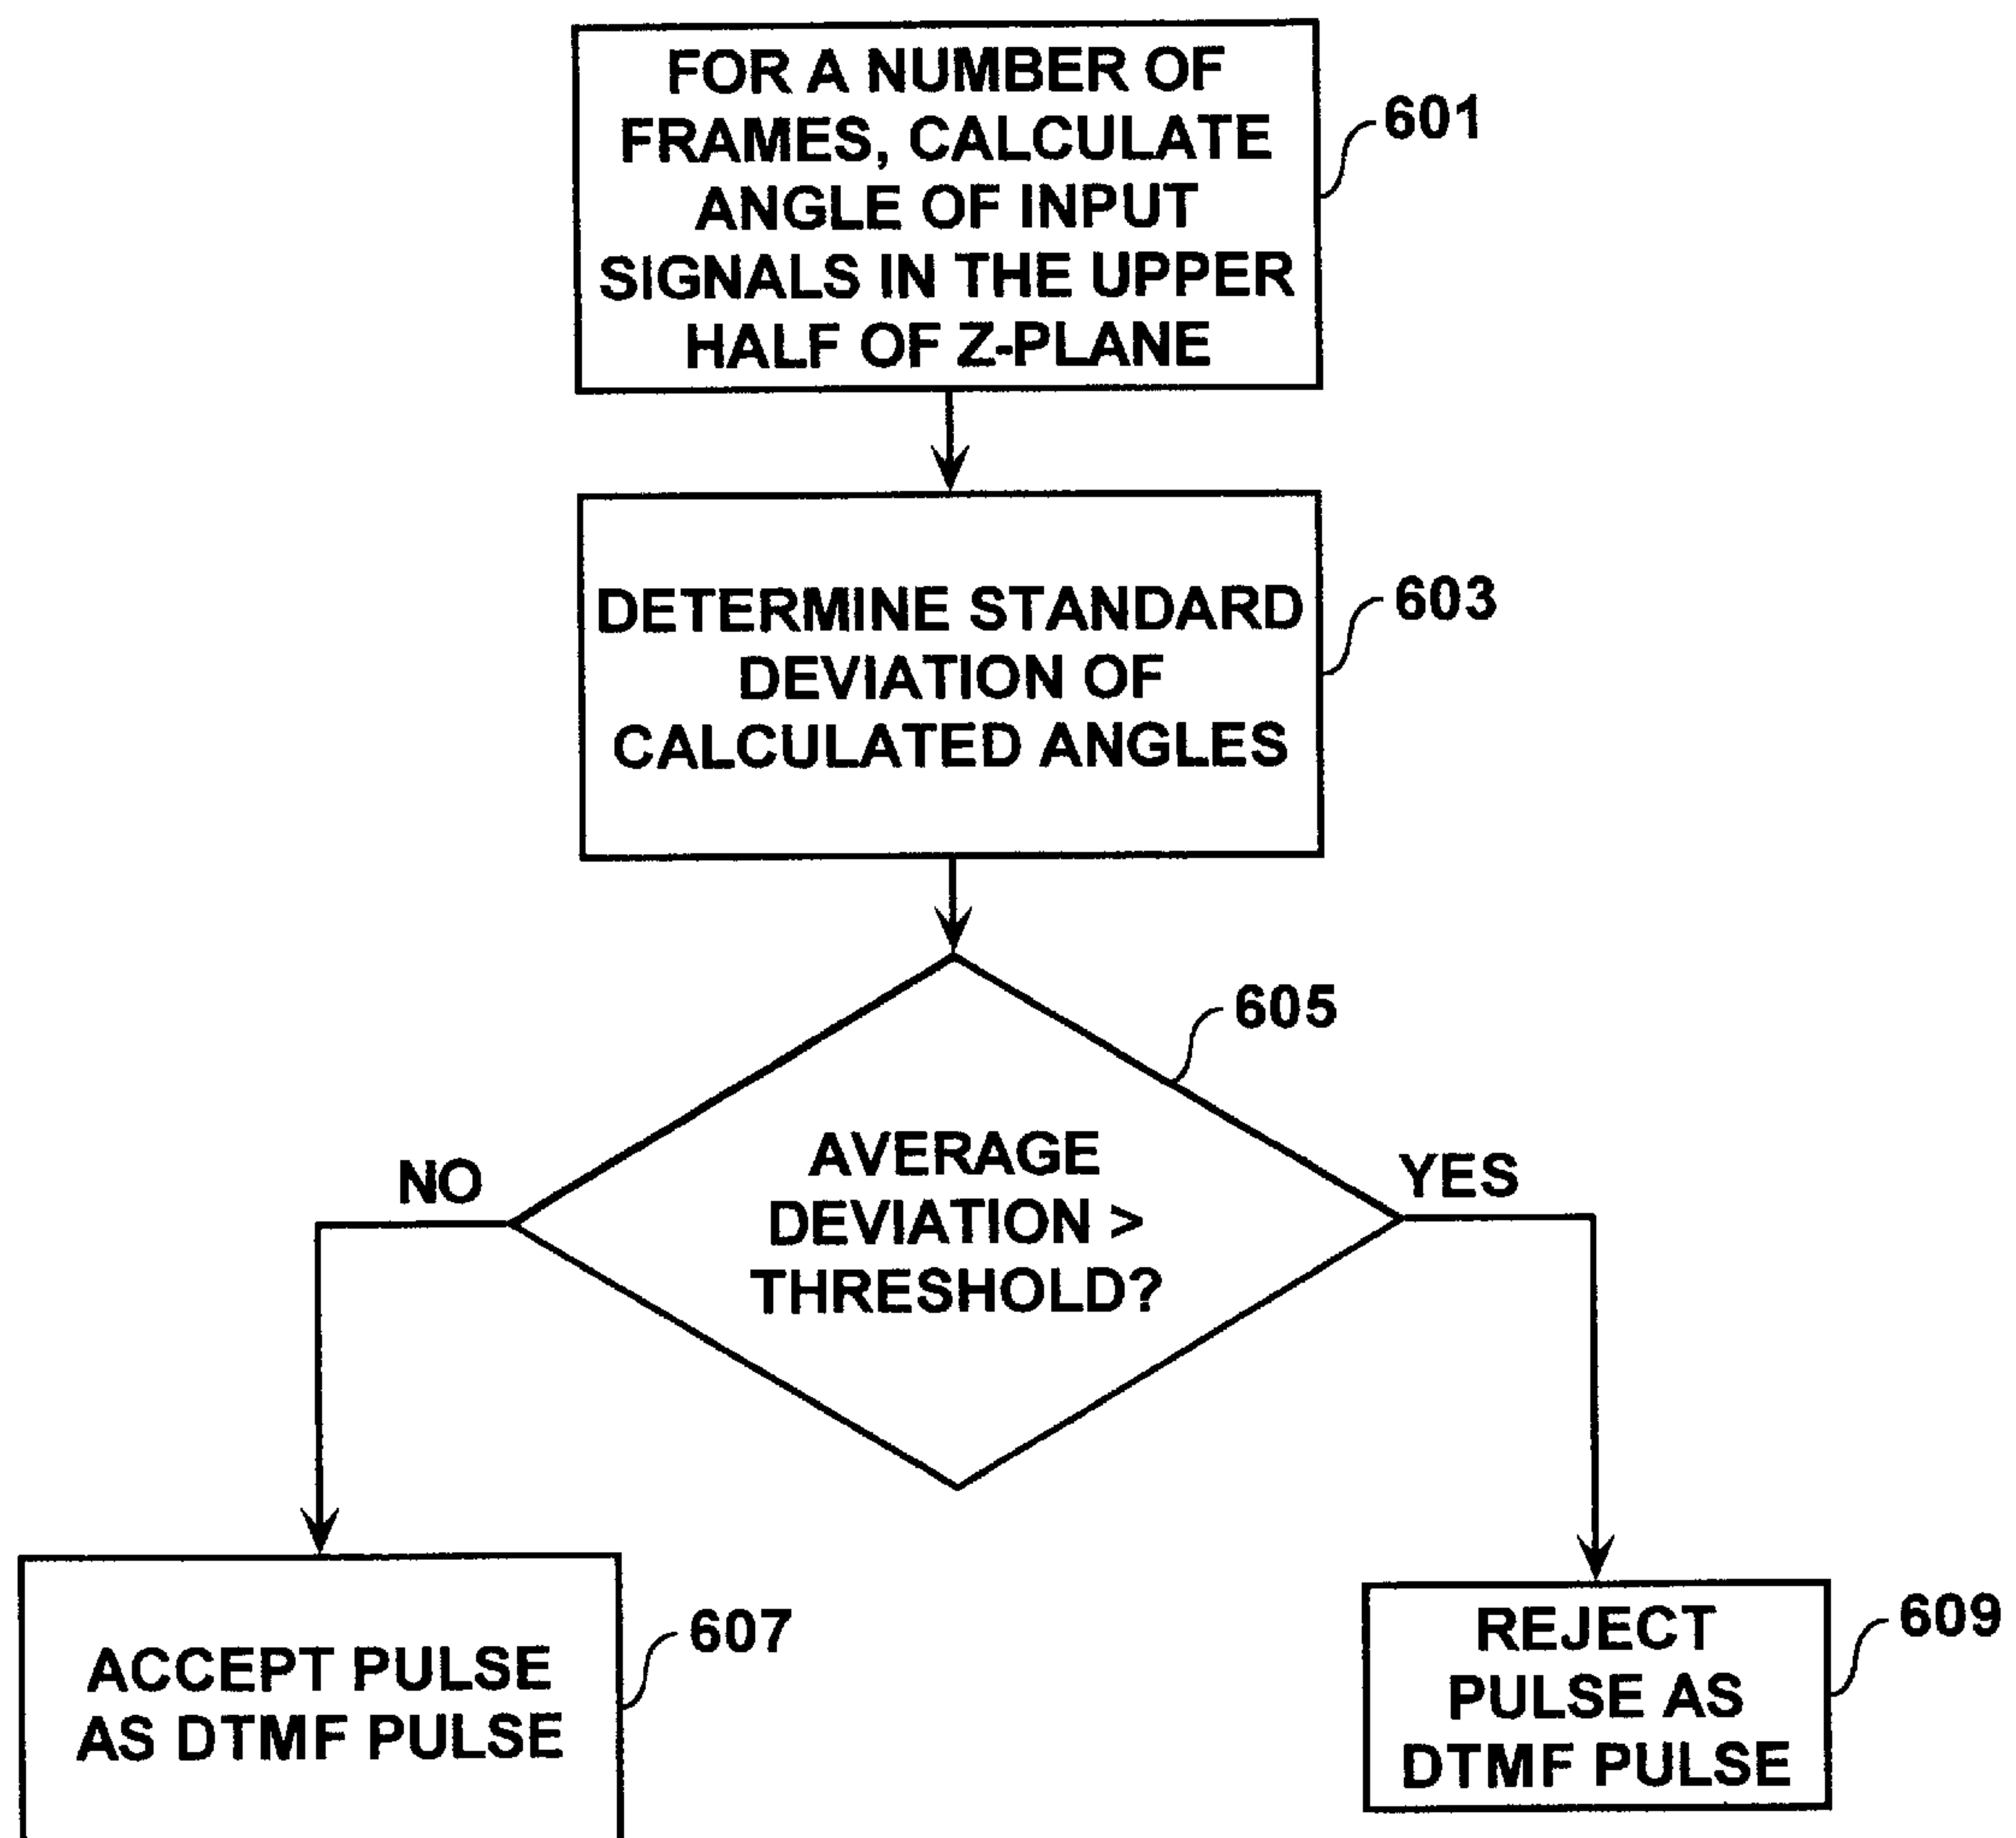 FOR A NUMBER OF
FRAMES, CALCULATE
ANGLE OF INPUT
SIGNALS IN THE UPPER
HALF OF Z-PLANE
601
DETERMINE STANDARD
DEVIATION OF
CALCULATED ANGLES
603
605
AVERAGE
DEVIATION >
THRESHOLD?
NO
YES
ACCEPT PULSE
AS DTMF PULSE
607
REJECT
PULSE AS
DTMF PULSE
609